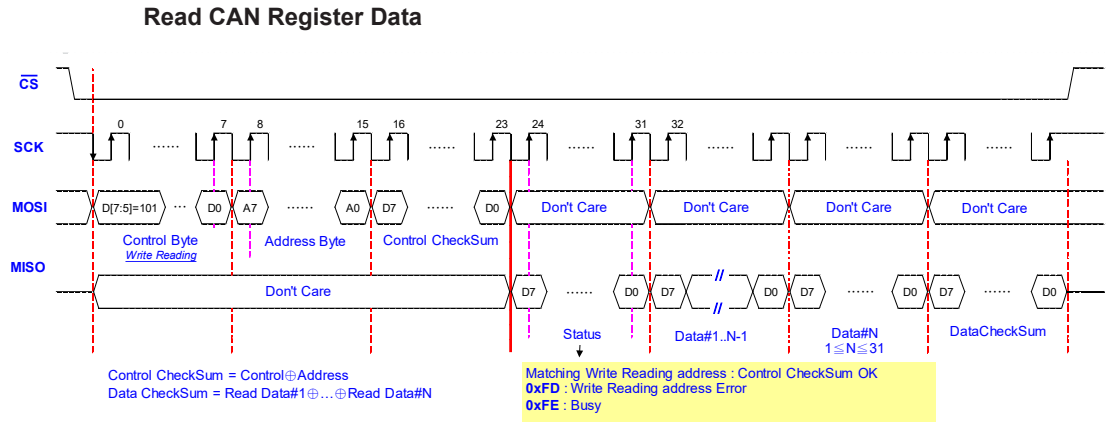 Read CAN Register Data
CS
0 7 8 15 16 23 24 31 32
SCK ...... ...... ...... ...... ...... ...... ......
MOSI D[7:5]=101 ... D0 A7 ...... A0 D7 ...... D0 Don't Care Don't Care Don't Care Don't Care
Control Byte Address Byte Control CheckSum
Write Reading
MISO
Don't Care D7 ...... D0 D7 // // D0 D7 ...... D0 D7 ...... D0
Status Data#1..N-1 Data#N DataCheckSum
1≦N≦31
Control CheckSum = Control⊕Address
Data CheckSum = Read Data#1⊕…⊕Read Data#N
Matching Write Reading address : Control CheckSum OK
0xFD : Write Reading address Error
0xFE : Busy